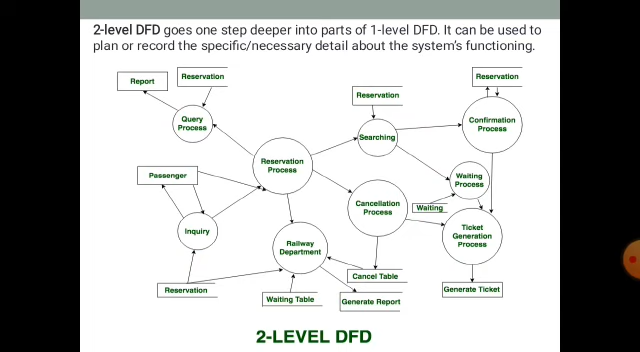 2-level DFD goes one step deeper into parts of 1-level DFD. It can be used to
plan or record the specific/necessary detail about the system's functioning.
Report
Reservation
Query
Process
Reservation
Searching
Reservation
Confirmation
Process
Reservation
Process
Passenger
Waiting
Process
Waiting
Cancellation
Process
Inquiry
Railway
Department
Ticket
Generation
Process
Reservation
Waiting Table
Cancel Table
Generate Report
Generate Ticket
2-LEVEL DFD